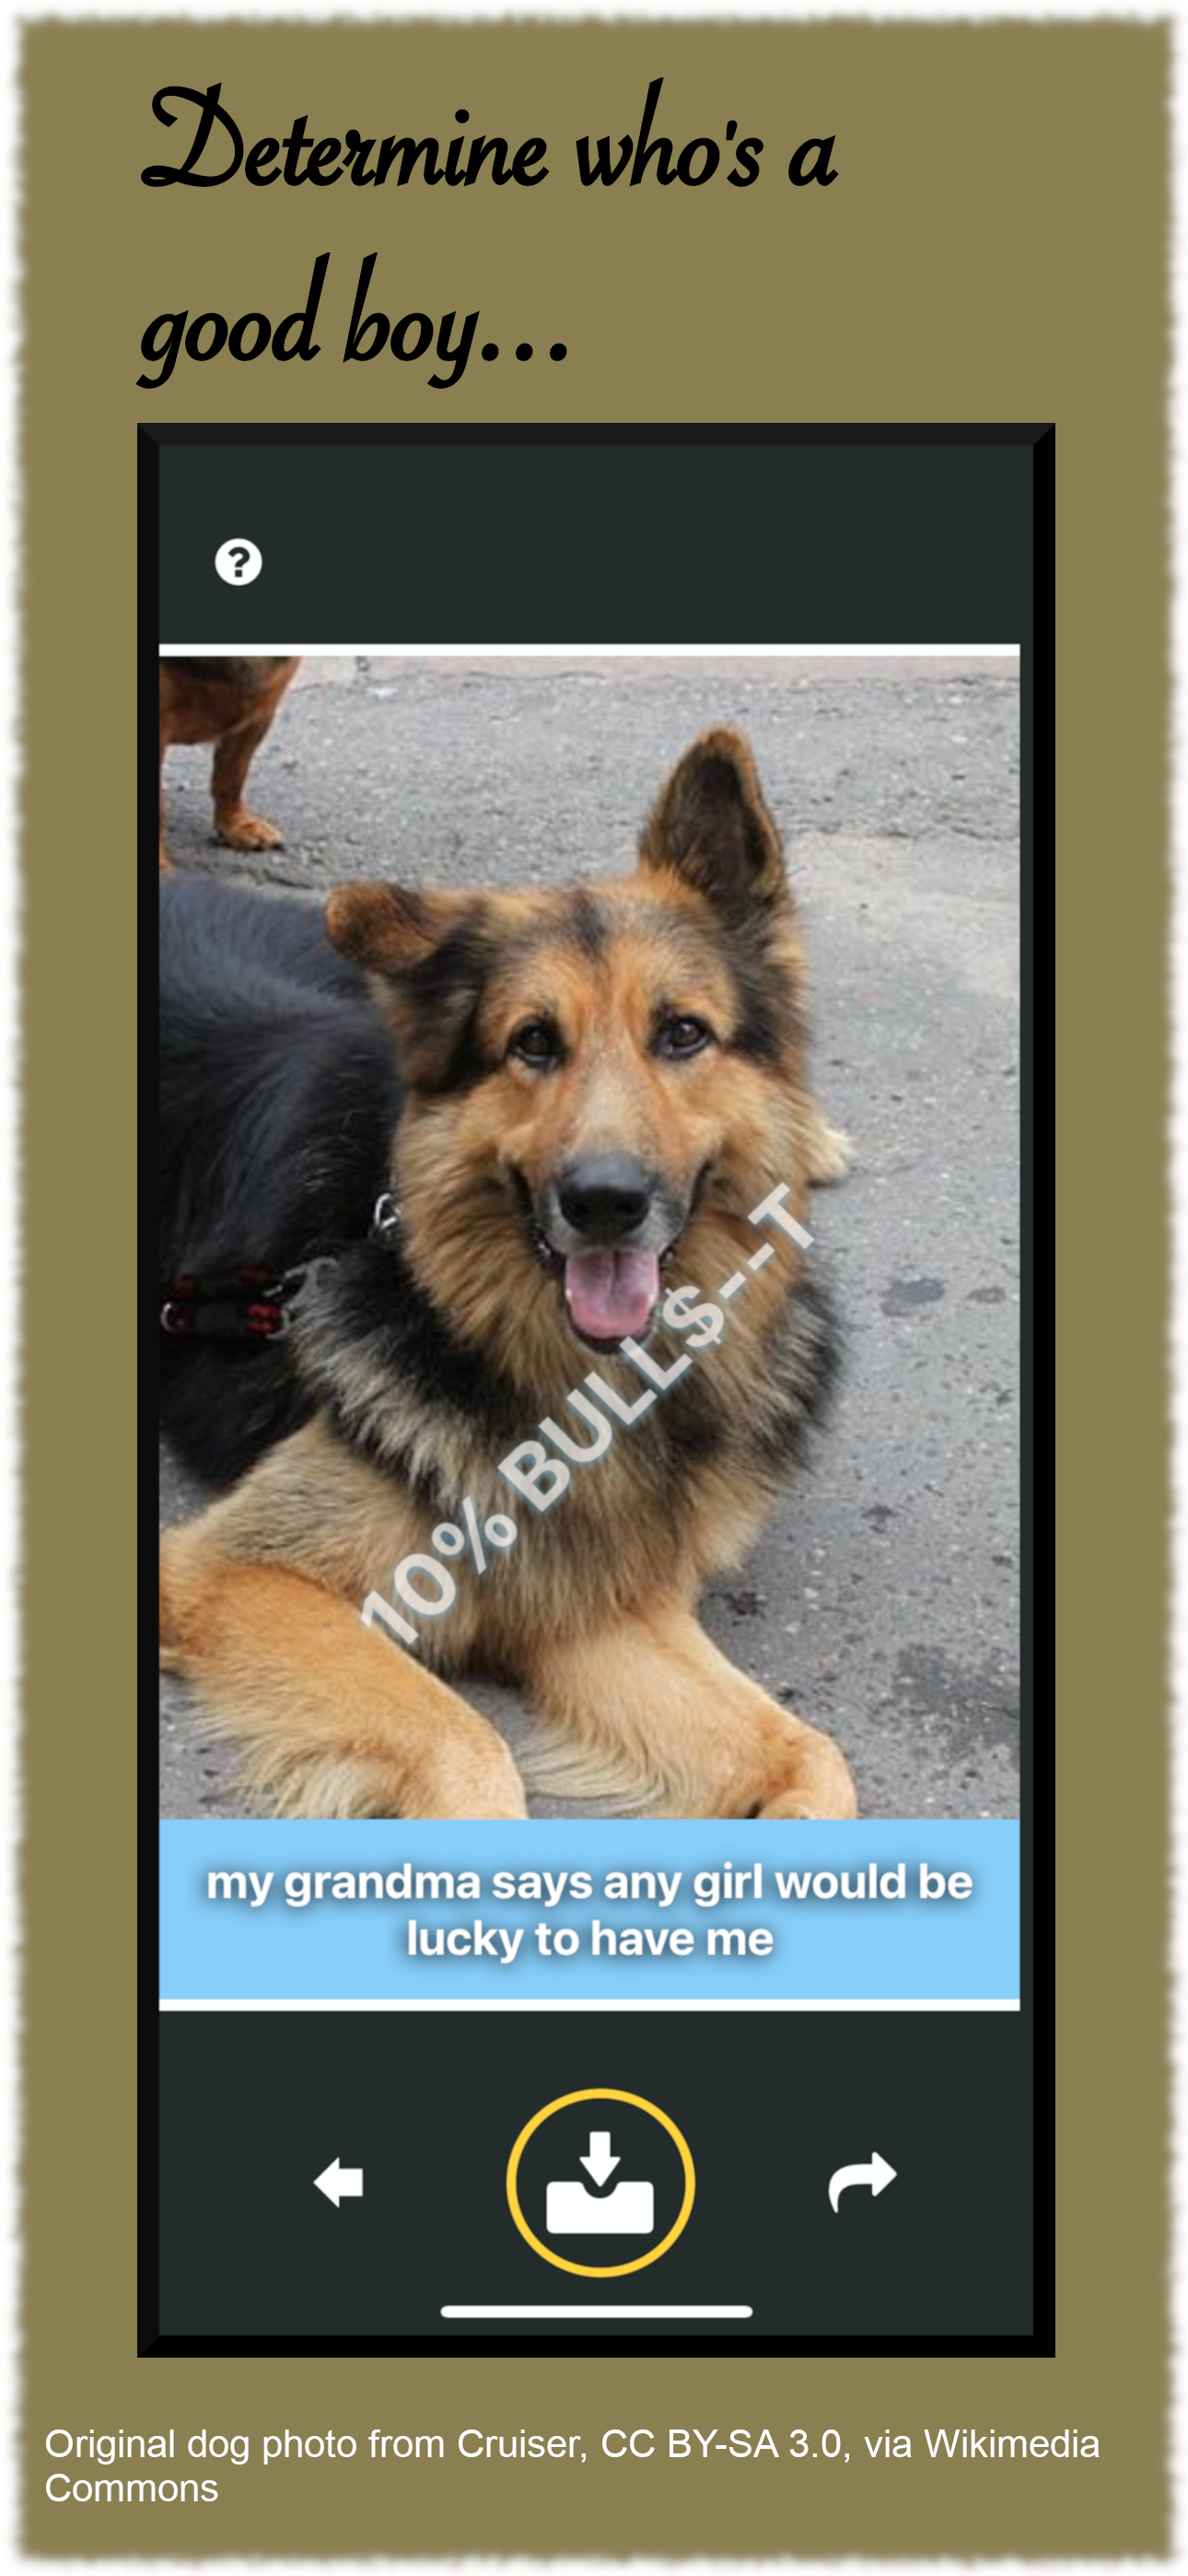 Determine who's a
good boy...
?
10% BULL$--T
my grandma says any girl would be
lucky to have me
Original dog photo from Cruiser, CC BY-SA 3.0, via Wikimedia
Commons